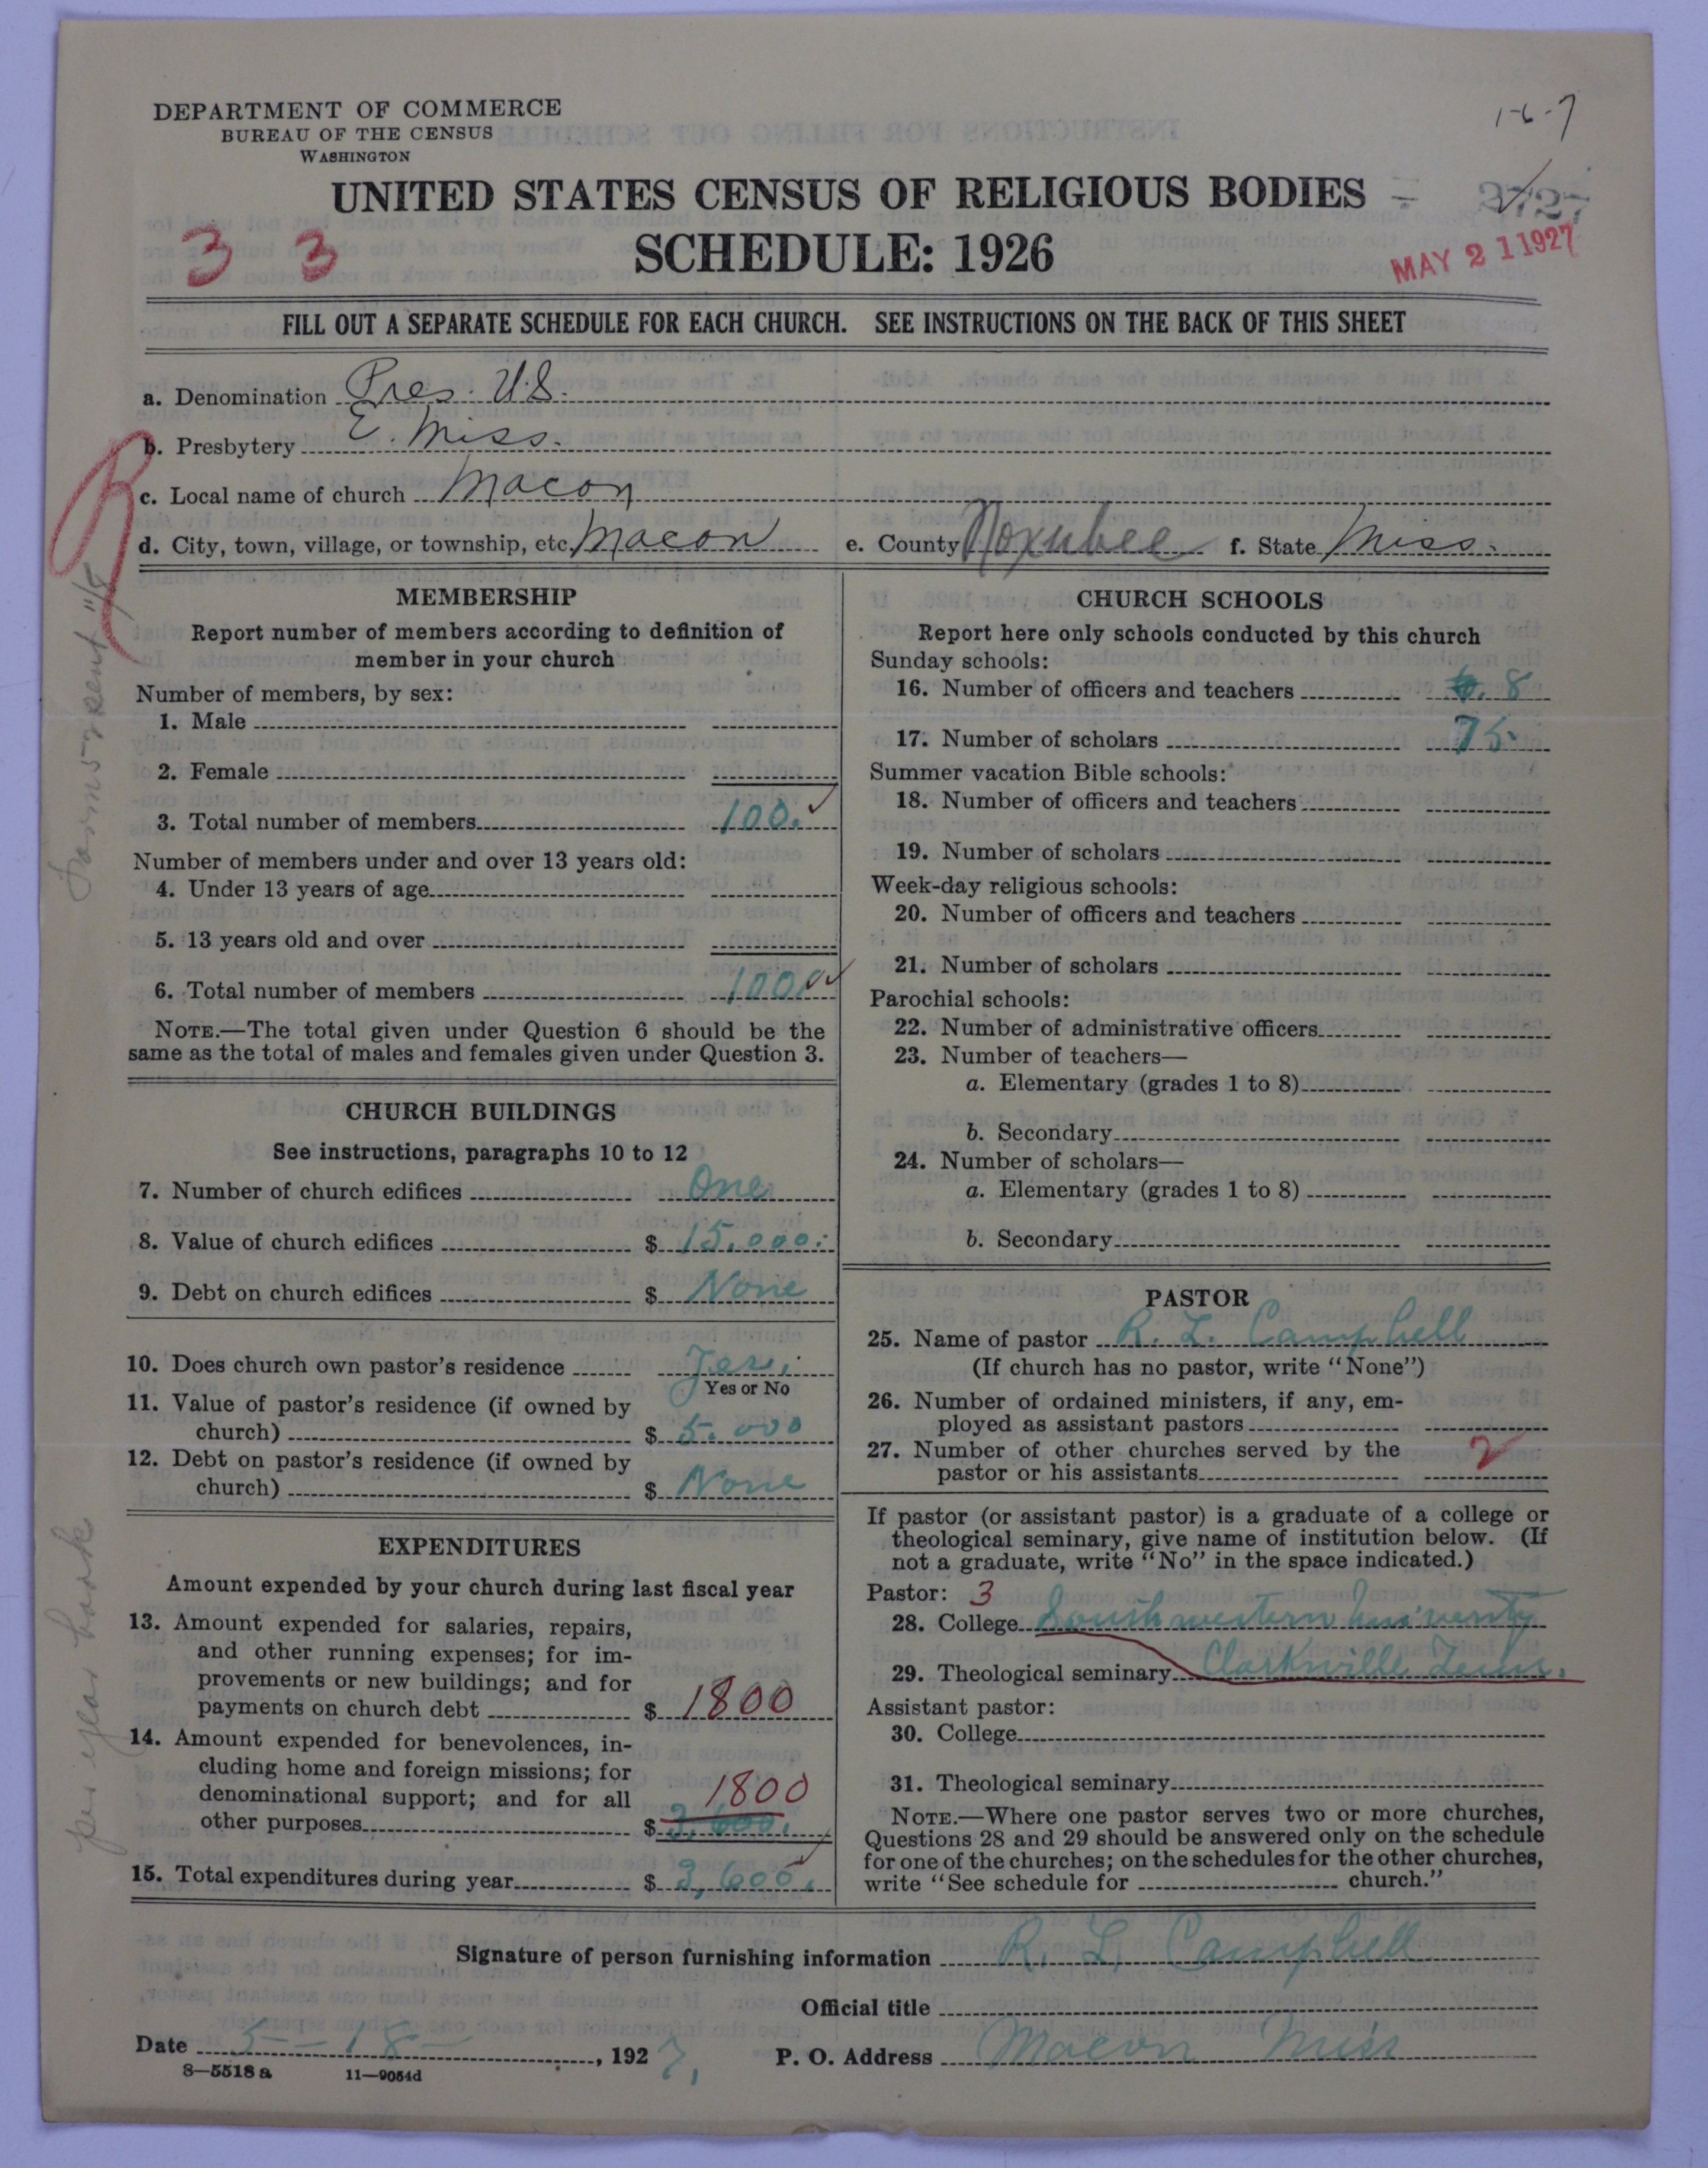 DEPARTMENT OF COMMERCE
BUREAU OF THE CENSUS
WASHINGTON
1-6-7
UNITED STATES CENSUS OF RELIGIOUS BODIES
3727
3 3
SCHEDULE: 1926
MAY 21 1927
FILL OUT A SEPARATE SCHEDULE FOR EACH CHURCH. SEE INSTRUCTIONS ON THE BACK OF THIS SHEET
a. Denomination Pres. U.S.
b. Presbytery E. Miss.
c. Local name of church Macon
d. City, town, village, or township, etc. Macon e. County Noxubee f. State Miss.
R
MEMBERSHIP
Report number of members according to definition of
member in your church
Number of members, by sex:
1. Male
2. Female
3. Total number of members 100.
Number of members under and over 13 years old:
4. Under 13 years of age
5. 13 years old and over
6. Total number of members 100.
NOTE.—The total given under Question 6 should be the
same as the total of males and females given under Question 3.
CHURCH BUILDINGS
See instructions, paragraphs 10 to 12
7. Number of church edifices One
8. Value of church edifices $ 15,000.
9. Debt on church edifices $ None
10. Does church own pastor's residence Yes.
Yes or No
11. Value of pastor's residence (if owned by
church) $ 5.000
12. Debt on pastor's residence (if owned by
church) $ None
EXPENDITURES
Amount expended by your church during last fiscal year
13. Amount expended for salaries, repairs,
and other running expenses; for im-
provements or new buildings; and for
payments on church debt $ 1800
14. Amount expended for benevolences, in-
cluding home and foreign missions; for
denominational support; and for all 1800
other purposes $ 3,600.
15. Total expenditures during year $ 3,600.
per year book
CHURCH SCHOOLS
Report here only schools conducted by this church
Sunday schools:
16. Number of officers and teachers 8
17. Number of scholars 75.
Summer vacation Bible schools:
18. Number of officers and teachers
19. Number of scholars
Week-day religious schools:
20. Number of officers and teachers
21. Number of scholars
Parochial schools:
22. Number of administrative officers
23. Number of teachers—
a. Elementary (grades 1 to 8)
b. Secondary
24. Number of scholars—
a. Elementary (grades 1 to 8)
b. Secondary
PASTOR
25. Name of pastor R. L. Campbell
(If church has no pastor, write "None")
26. Number of ordained ministers, if any, em-
ployed as assistant pastors
27. Number of other churches served by the
pastor or his assistants 2
If pastor (or assistant pastor) is a graduate of a college or
theological seminary, give name of institution below. (If
not a graduate, write "No" in the space indicated.)
Pastor: 3
28. College Southwestern
29. Theological seminary Clarksville Tenn.
Assistant pastor:
30. College
31. Theological seminary
NOTE.—Where one pastor serves two or more churches,
Questions 28 and 29 should be answered only on the schedule
for one of the churches; on the schedules for the other churches,
write "See schedule for church."
Signature of person furnishing information R. L. Campbell
Official title
Date 5-18-, 1927, P. O. Address Macon Miss
8—5518 a 11—9054d